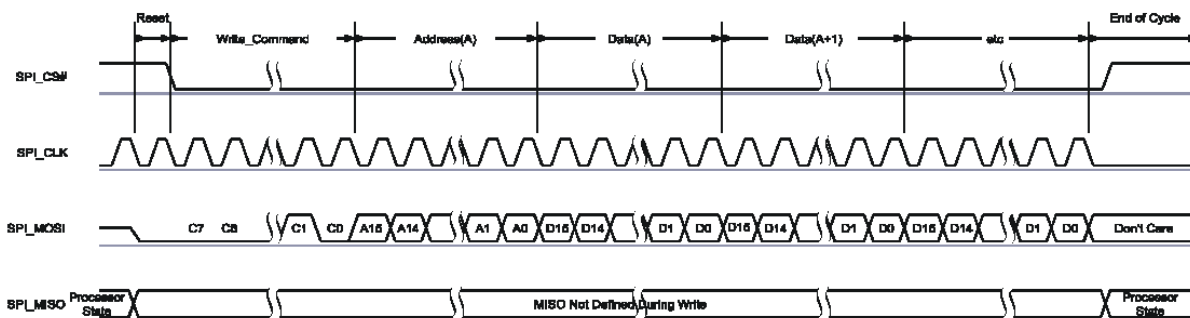 Reset
End of Cycle
Write_Command Address(A) Data(A) Data(A+1) etc
SPI_CS#
SPI_CLK
SPI_MOSI C7 C6 C1 C0 A15 A14 A1 A0 D15 D14 D1 D0 D15 D14 D1 D0 D15 D14 D1 D0 Don't Care
SPI_MISO Processor State MISO Not Defined During Write Processor State